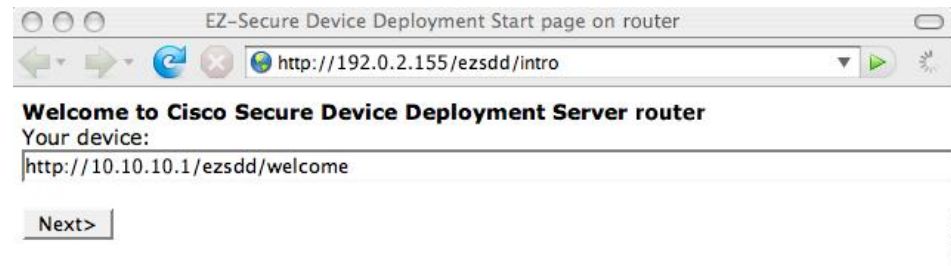 EZ-Secure Device Deployment Start page on router
http://192.0.2.155/ezsdd/intro
Welcome to Cisco Secure Device Deployment Server router
Your device:
http://10.10.10.1/ezsdd/welcome
Next>